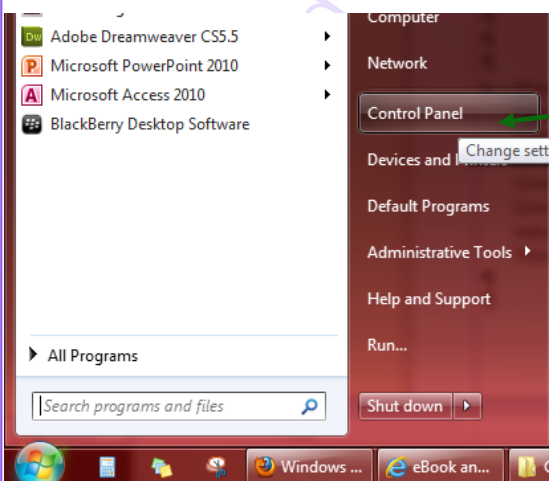 Dw Adobe Dreamweaver CS5.5
P Microsoft PowerPoint 2010
A Microsoft Access 2010
BlackBerry Desktop Software
All Programs
Search programs and files
Computer
Network
Control Panel
Change sett
Devices and
Default Programs
Administrative Tools
Help and Support
Run...
Shut down
Windows ...
eBook an...